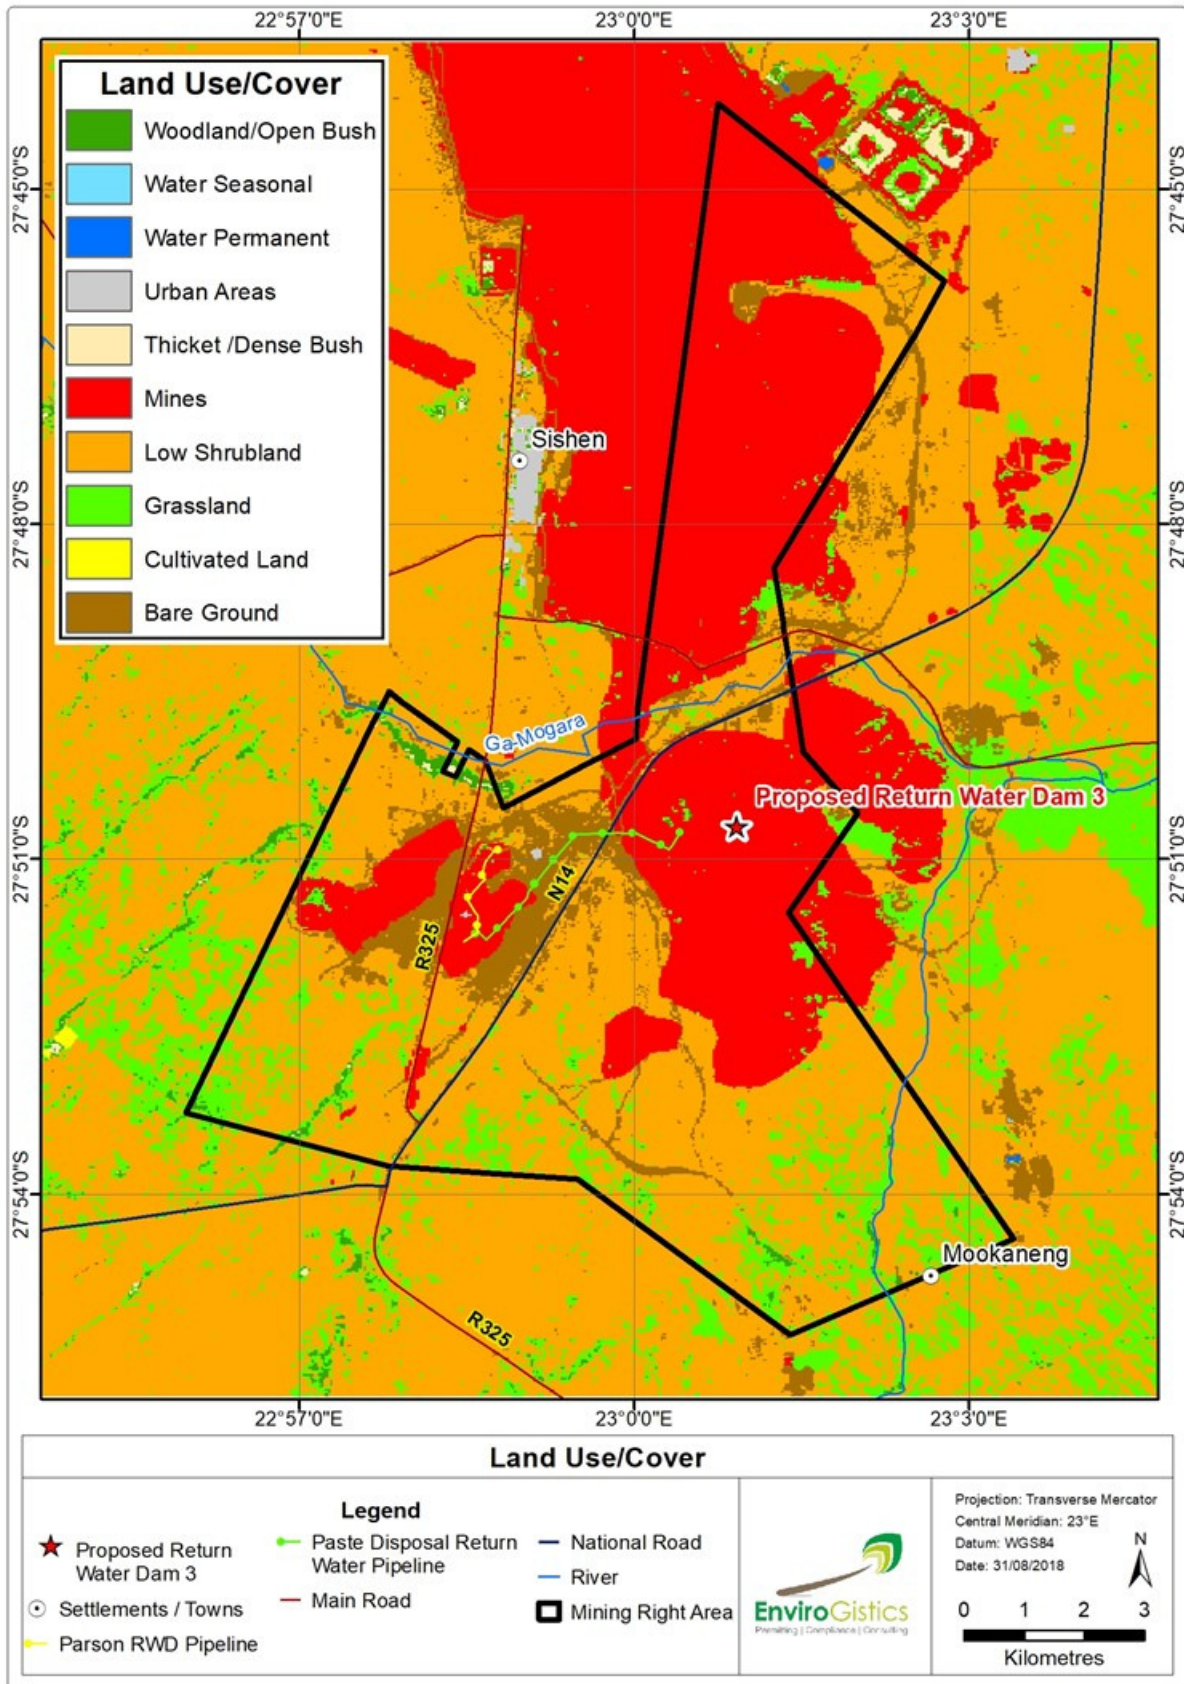 22°57'0"E
23°0'0"E
23°3'0"E
Land Use/Cover
Woodland/Open Bush
Water Seasonal
Water Permanent
Urban Areas
Thicket /Dense Bush
Mines
Low Shrubland
Grassland
Cultivated Land
Bare Ground
27°45'0"S
27°45'0"S
Sishen
27°48'0"S
27°48'0"S
Ga-Mogara
Proposed Return Water Dam 3
27°51'0"S
27°51'0"S
N14
R325
27°54'0"S
27°54'0"S
Mookaneng
R325
22°57'0"E
23°0'0"E
23°3'0"E
Land Use/Cover
Legend
Proposed Return
Water Dam 3
Settlements / Towns
Parson RWD Pipeline
Paste Disposal Return
Water Pipeline
Main Road
National Road
River
Mining Right Area
EnviroGistics
Permitting | Compliance | Consulting
Projection: Transverse Mercator
Central Meridian: 23°E
Datum: WGS84
Date: 31/08/2018
N
0 1 2 3
Kilometres